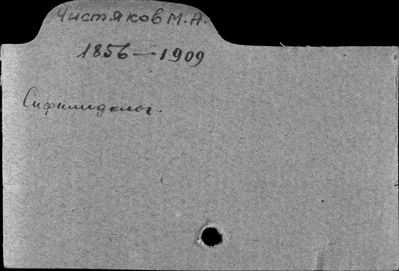 Чистяков М.А.
1856—1909
Сифилидолог.